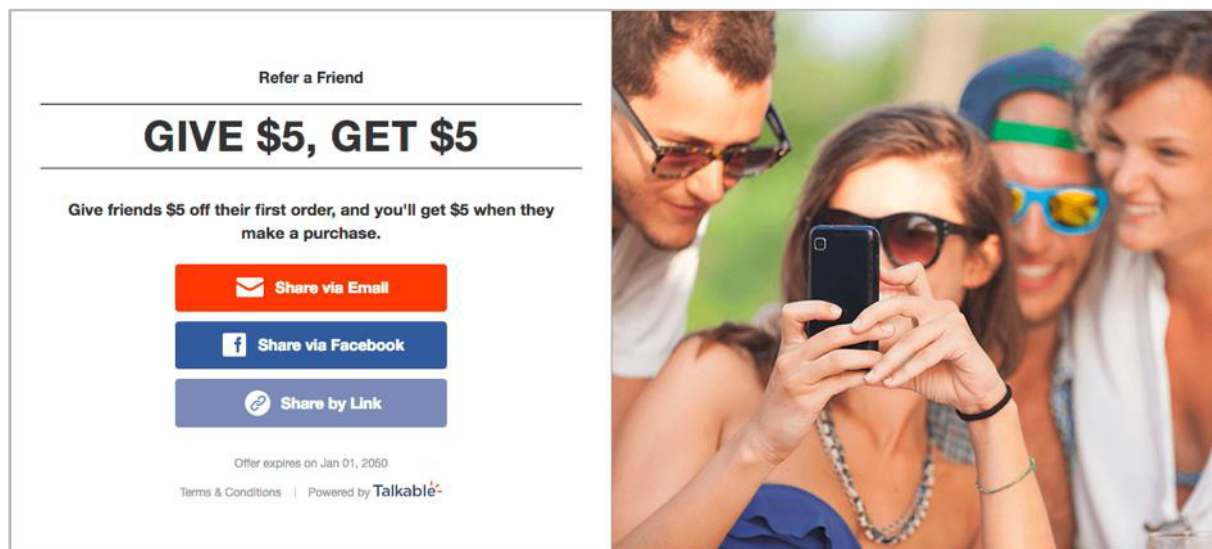 Refer a Friend
GIVE $5, GET $5
Give friends $5 off their first order, and you'll get $5 when they
make a purchase.
Share via Email
f Share via Facebook
Share by Link
Offer expires on Jan 01, 2050
Terms & Conditions | Powered by Talkable